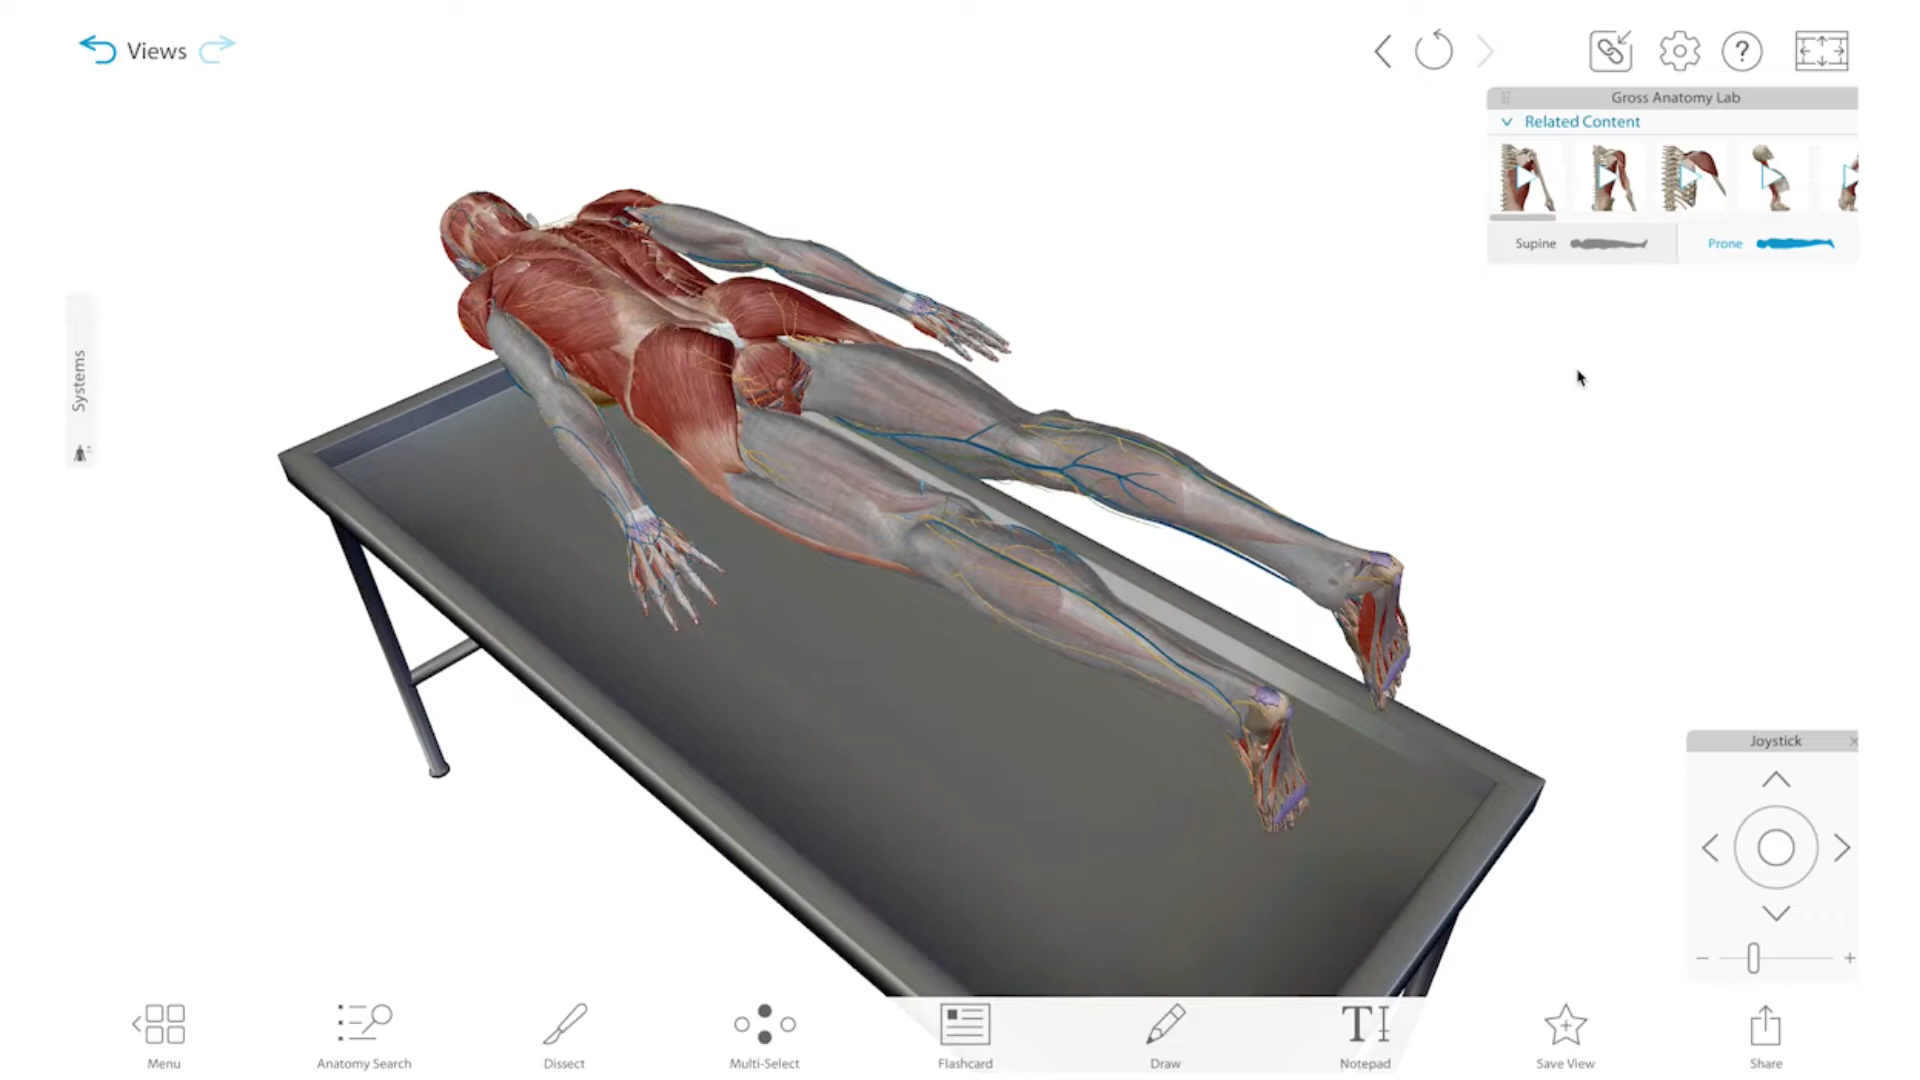 Views
Gross Anatomy Lab
Related Content
Supine
Prone
Systems
Joystick
Menu
Anatomy Search
Dissect
Multi-Select
Flashcard
Draw
Notepad
Save View
Share